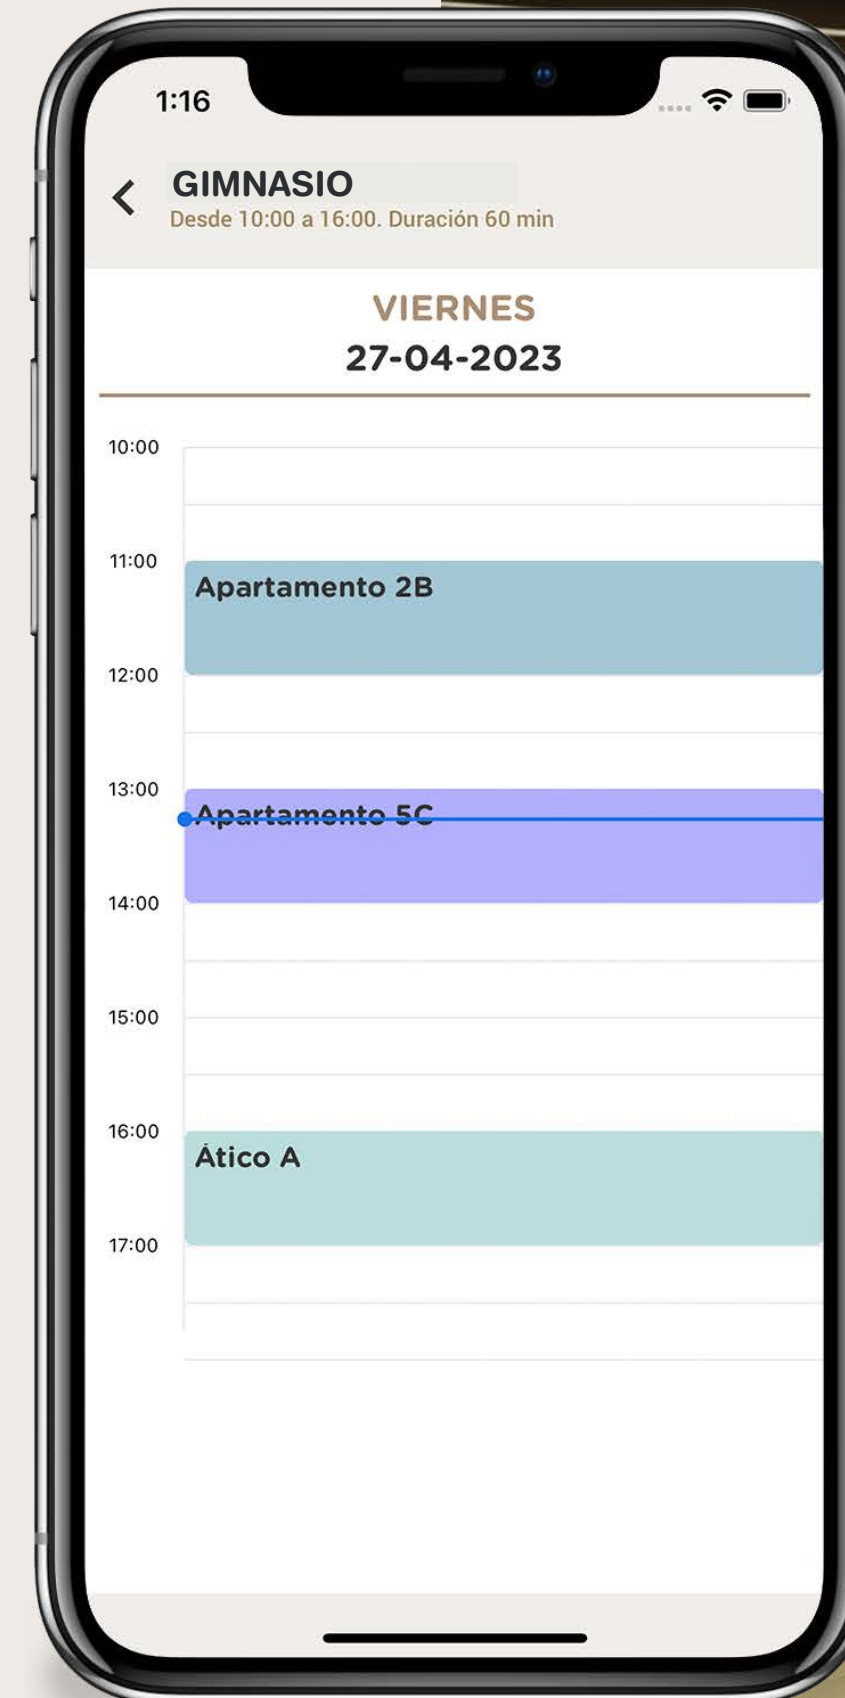 1:16
GIMNASIO
Desde 10:00 a 16:00. Duración 60 min
VIERNES
27-04-2023
10:00
11:00
Apartamento 2B
12:00
13:00
Apartamento 5C
14:00
15:00
16:00
Ático A
17:00